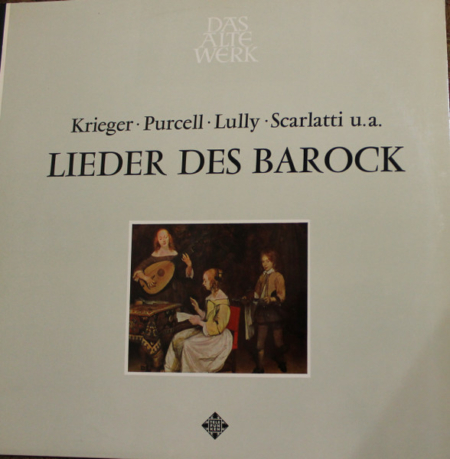 DAS
ALTE
WERK
Krieger · Purcell · Lully · Scarlatti u.a.
LIEDER DES BAROCK